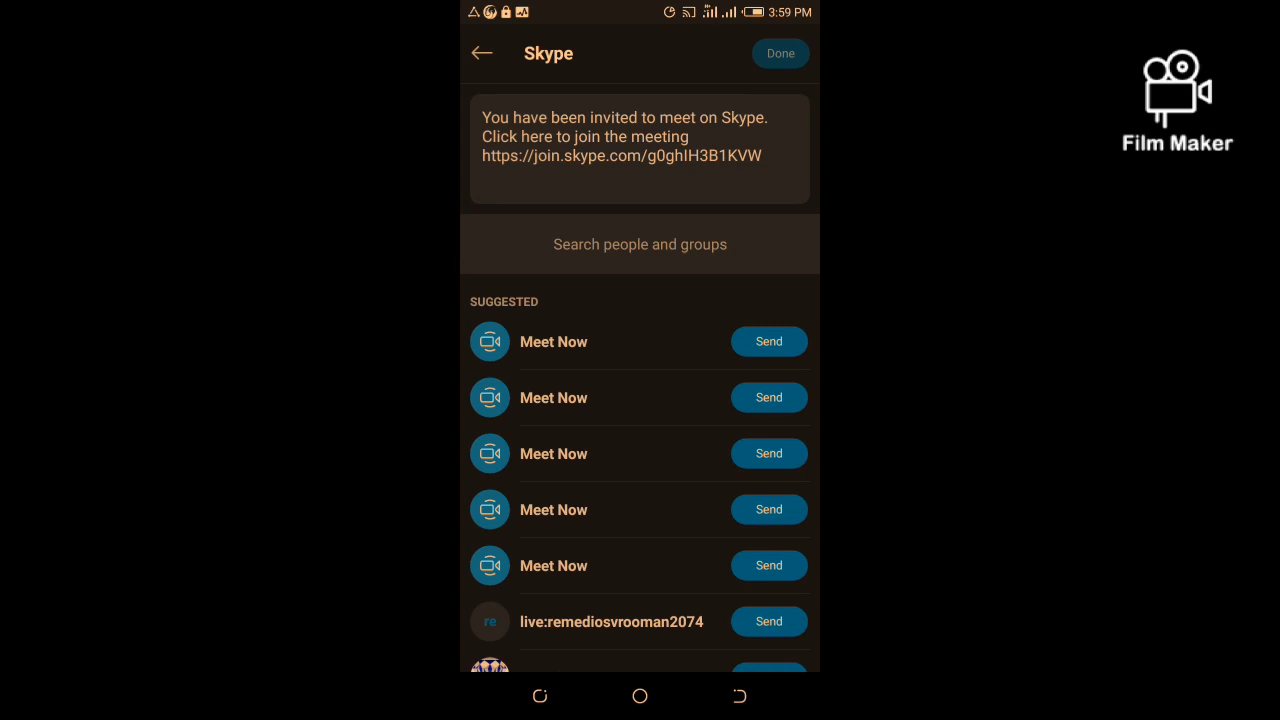 3:59 PM
Skype
Done
You have been invited to meet on Skype.
Click here to join the meeting
https://join.skype.com/g0ghIH3B1KVW
Search people and groups
SUGGESTED
Meet Now
Send
Meet Now
Send
Meet Now
Send
Meet Now
Send
Meet Now
Send
re
live:remediosvrooman2074
Send
Film Maker